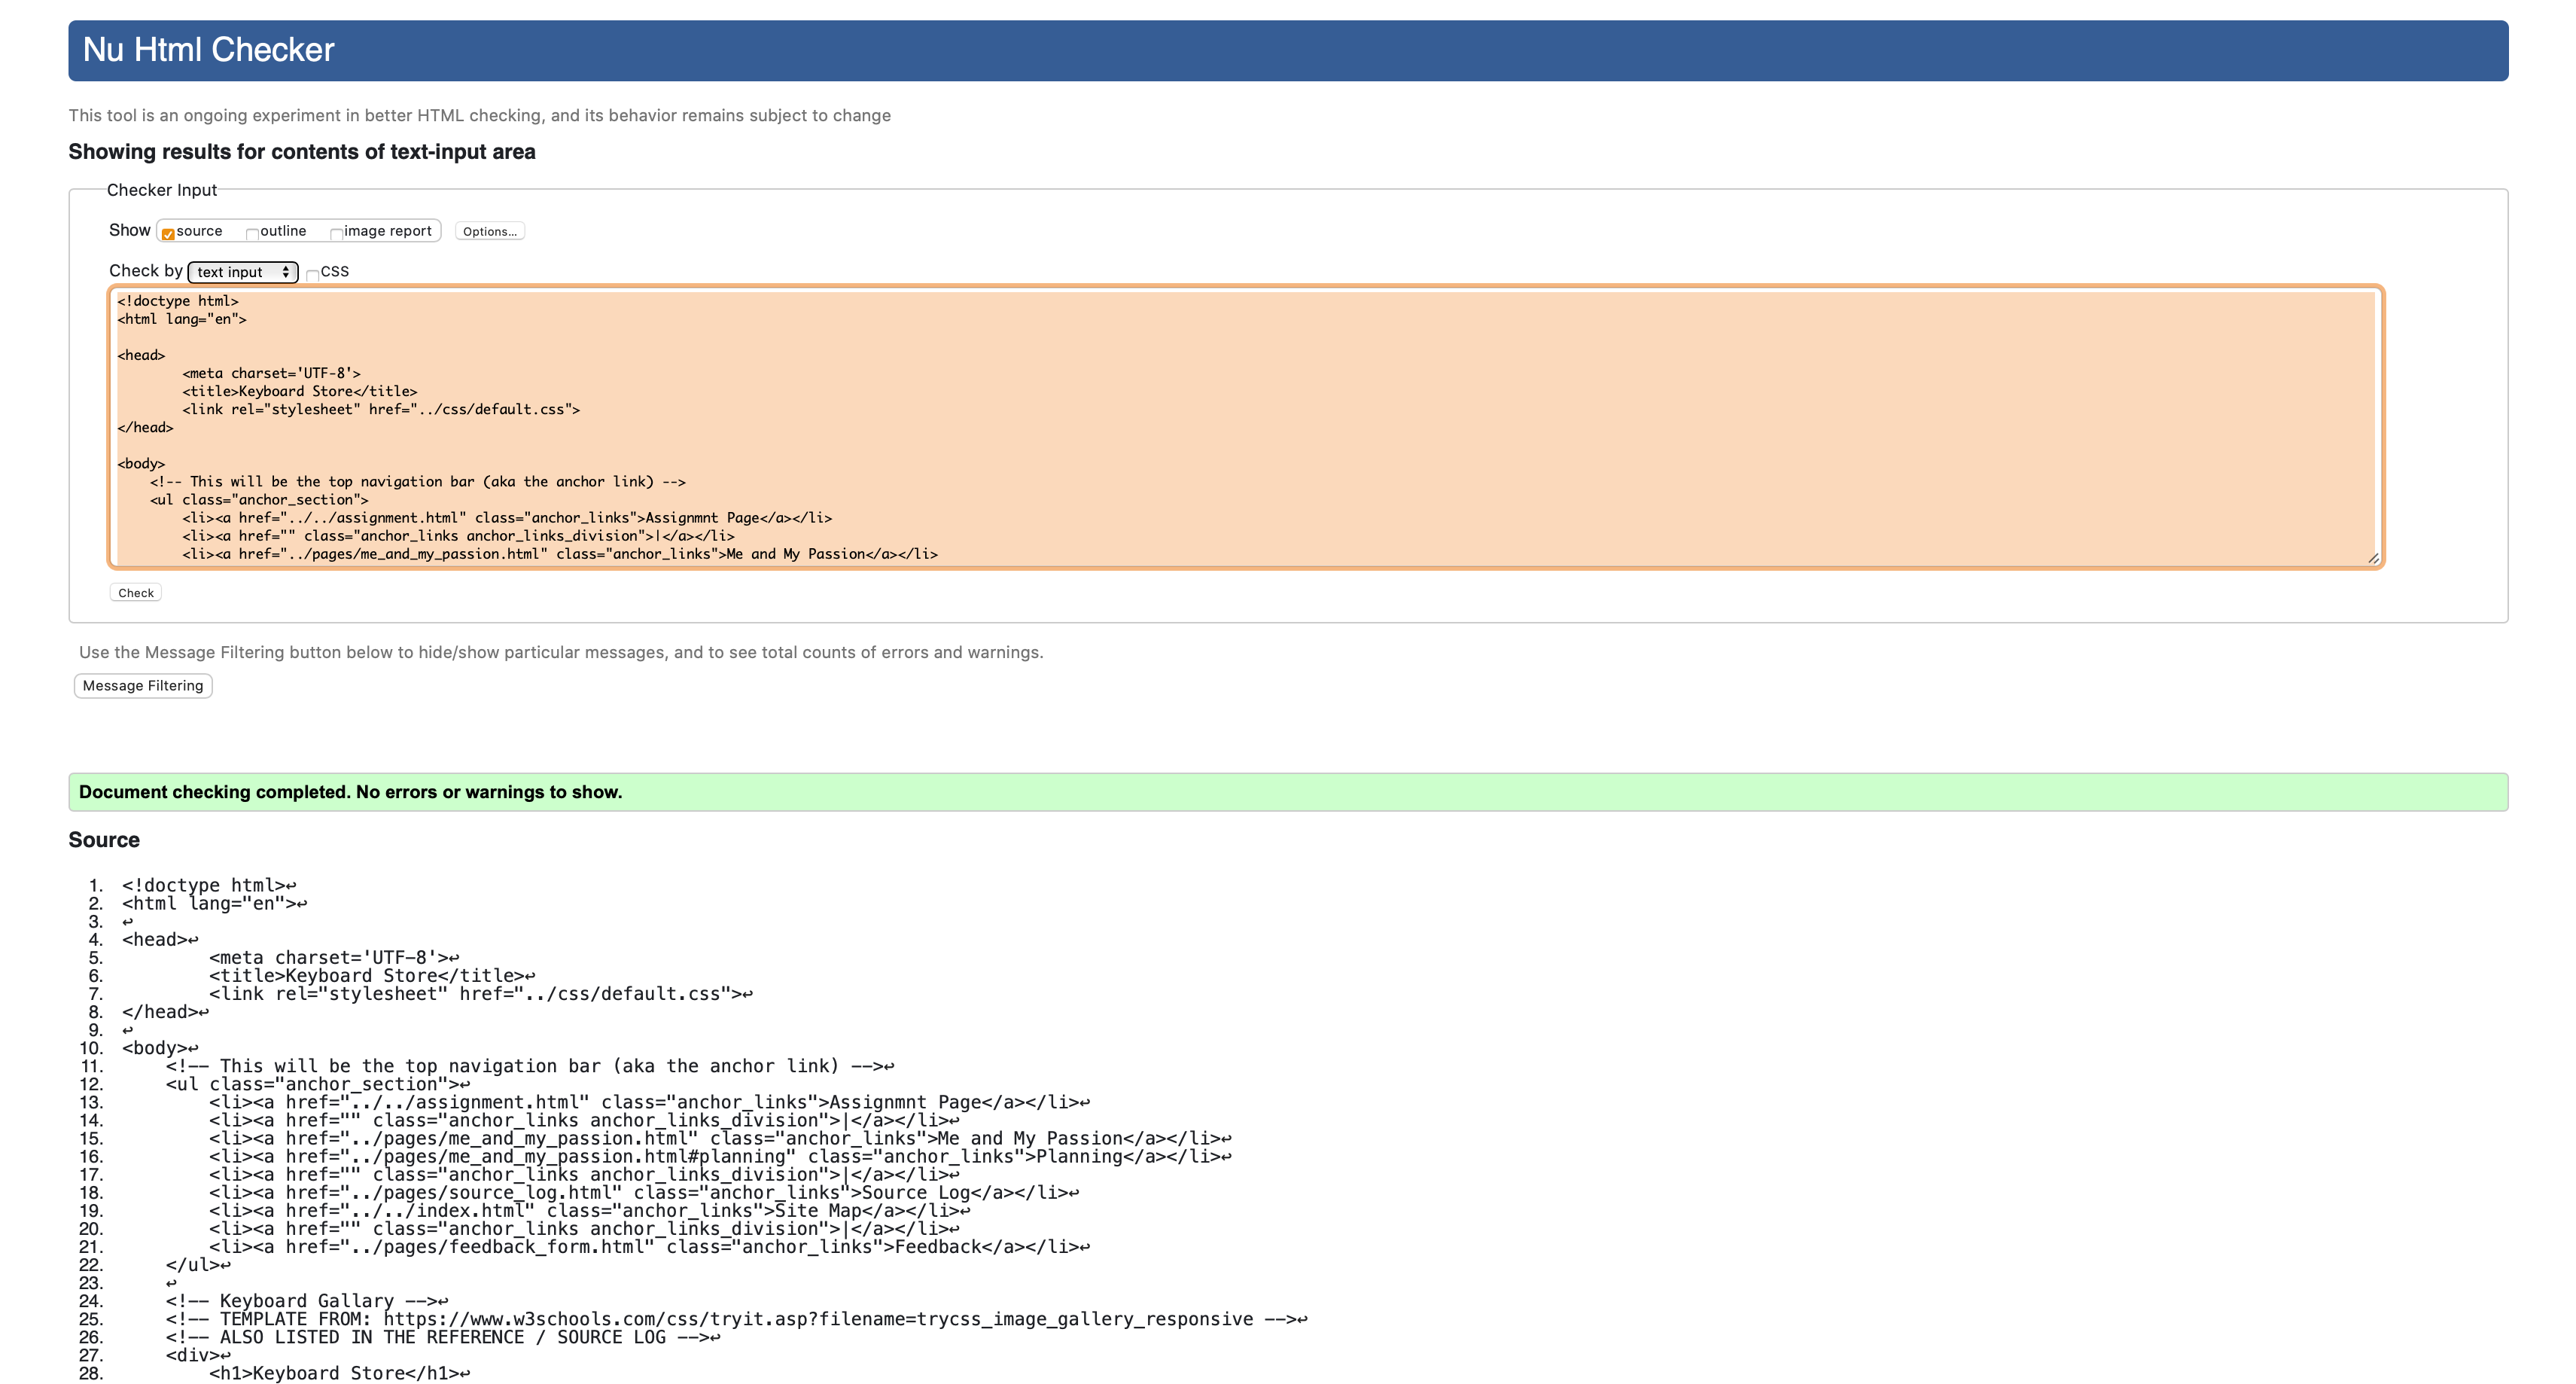 Nu Html Checker
This tool is an ongoing experiment in better HTML checking, and its behavior remains subject to change
Showing results for contents of text-input area
Checker Input
Show source outline image report Options...
Check by text input CSS
<!doctype html>
<html lang="en">
<head>
<meta charset='UTF-8'>
<title>Keyboard Store</title>
<link rel="stylesheet" href="../css/default.css">
</head>
<body>
<!-- This will be the top navigation bar (aka the anchor link) -->
<ul class="anchor_section">
<li><a href="../../assignment.html" class="anchor_links">Assignmnt Page</a></li>
<li><a href="" class="anchor_links anchor_links_division">|</a></li>
<li><a href="../pages/me_and_my_passion.html" class="anchor_links">Me and My Passion</a></li>
Check
Use the Message Filtering button below to hide/show particular messages, and to see total counts of errors and warnings.
Message Filtering
Document checking completed. No errors or warnings to show.
Source
1. <!doctype html>↩
2. <html lang="en">↩
3. ↩
4. <head>↩
5. <meta charset='UTF-8'>↩
6. <title>Keyboard Store</title>↩
7. <link rel="stylesheet" href="../css/default.css">↩
8. </head>↩
9. ↩
10. <body>↩
11. <!-- This will be the top navigation bar (aka the anchor link) -->↩
12. <ul class="anchor_section">↩
13. <li><a href="../../assignment.html" class="anchor_links">Assignmnt Page</a></li>↩
14. <li><a href="" class="anchor_links anchor_links_division">|</a></li>↩
15. <li><a href="../pages/me_and_my_passion.html" class="anchor_links">Me and My Passion</a></li>↩
16. <li><a href="../pages/me_and_my_passion.html#planning" class="anchor_links">Planning</a></li>↩
17. <li><a href="" class="anchor_links anchor_links_division">|</a></li>↩
18. <li><a href="../pages/source_log.html" class="anchor_links">Source Log</a></li>↩
19. <li><a href="../../index.html" class="anchor_links">Site Map</a></li>↩
20. <li><a href="" class="anchor_links anchor_links_division">|</a></li>↩
21. <li><a href="../pages/feedback_form.html" class="anchor_links">Feedback</a></li>↩
22. </ul>↩
23. ↩
24. <!-- Keyboard Gallary -->↩
25. <!-- TEMPLATE FROM: https://www.w3schools.com/css/tryit.asp?filename=trycss_image_gallery_responsive -->↩
26. <!-- ALSO LISTED IN THE REFERENCE / SOURCE LOG -->↩
27. <div>↩
28. <h1>Keyboard Store</h1>↩